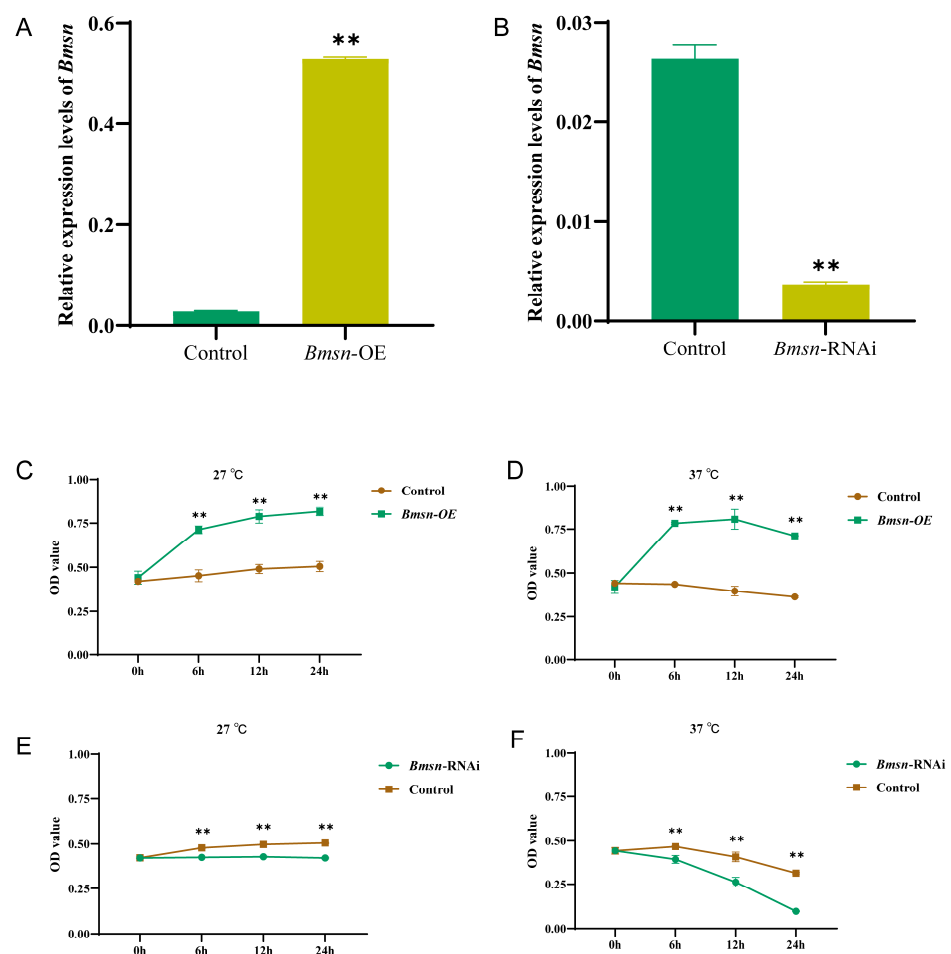 A
Relative expression levels of Bmsn
0.6
0.4
0.2
0.0
**
Control
Bmsn-OE
B
Relative expression levels of Bmsn
0.03
0.02
0.01
0.00
**
Control
Bmsn-RNAi
C
27 ℃
OD value
1.00
0.75
0.50
0.25
0.00
** ** **
0h 6h 12h 24h
Control
Bmsn-OE
D
37 ℃
OD value
1.00
0.75
0.50
0.25
0.00
** ** **
0h 6h 12h 24h
Control
Bmsn-OE
E
27 ℃
OD value
1.00
0.75
0.50
0.25
0.00
** ** **
0h 6h 12h 24h
Bmsn-RNAi
Control
F
37 ℃
OD value
1.00
0.75
0.50
0.25
0.00
** ** **
0h 6h 12h 24h
Bmsn-RNAi
Control